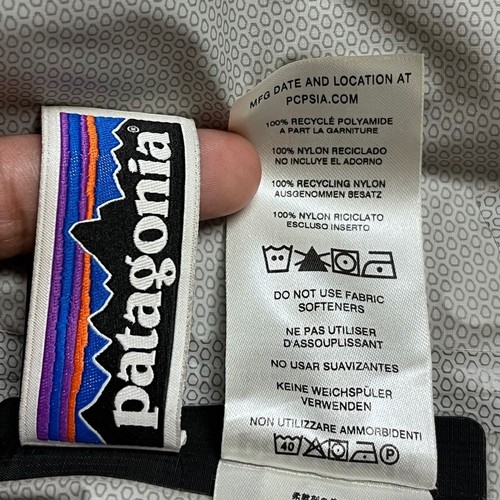 patagonia®
MFG DATE AND LOCATION AT
PCPSIA.COM
100% RECYCLÉ POLYAMIDE
A PART LA GARNITURE
100% NYLON RECICLADO
NO INCLUYE EL ADORNO
100% RECYCLING NYLON
AUSGENOMMEN BESATZ
100% NYLON RICICLATO
ESCLUSO INSERTO
DO NOT USE FABRIC
SOFTENERS
NE PAS UTILISER
D'ASSOUPLISSANT
NO USAR SUAVIZANTES
KEINE WEICHSPÜLER
VERWENDEN
NON UTILIZZARE AMMORBIDENTI
40 P